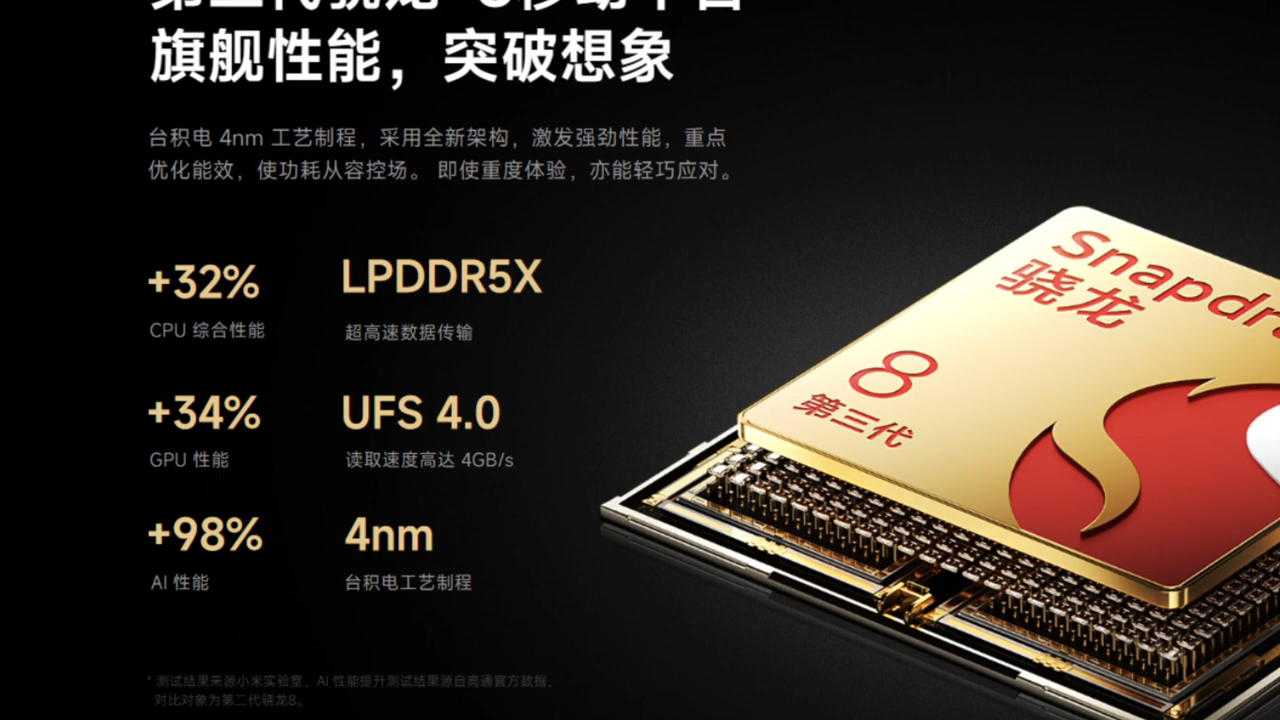 旗舰性能，突破想象
台积电 4nm 工艺制程，采用全新架构，激发强劲性能，重点
优化能效，使功耗从容控场。 即使重度体验，亦能轻巧应对。
+32%
CPU 综合性能
LPDDR5X
超高速数据传输
+34%
GPU 性能
UFS 4.0
读取速度高达 4GB/s
+98%
AI 性能
4nm
台积电工艺制程
Snapdr
骁龙
8
第三代
* 测试结果来源小米实验室、AI 性能提升测试结果源自高通官方数据，
对比对象为第二代骁龙8。